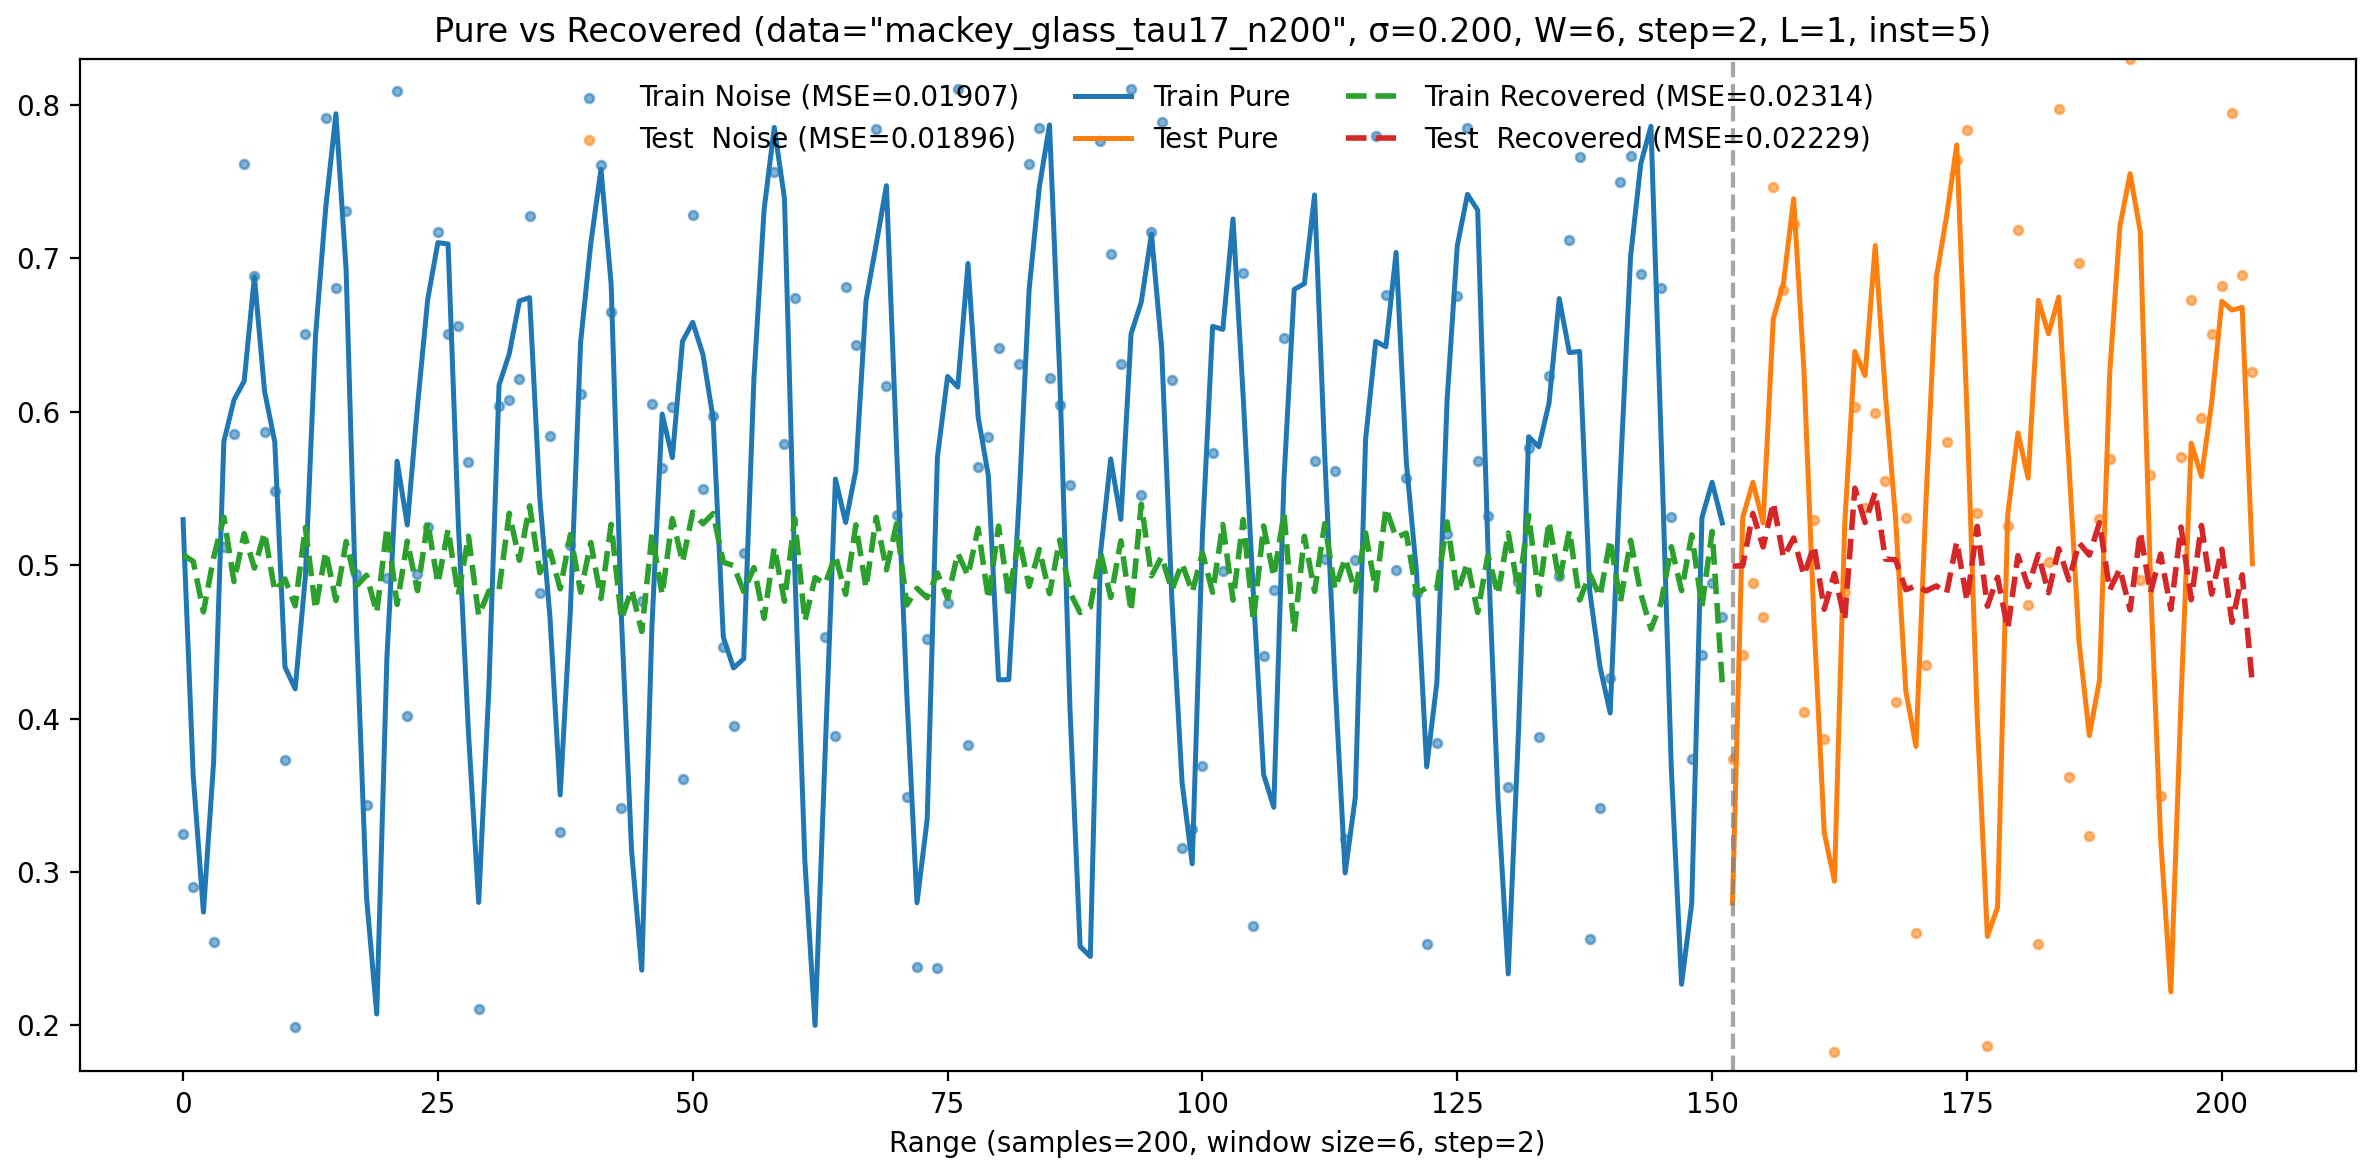 Pure vs Recovered (data="mackey_glass_tau17_n200", σ=0.200, W=6, step=2, L=1, inst=5)
Train Noise (MSE=0.01907)
Test  Noise (MSE=0.01896)
Train Pure
Test Pure
Train Recovered (MSE=0.02314)
Test  Recovered (MSE=0.02229)
0.8
0.7
0.6
0.5
0.4
0.3
0.2
0 25 50 75 100 125 150 175 200
Range (samples=200, window size=6, step=2)